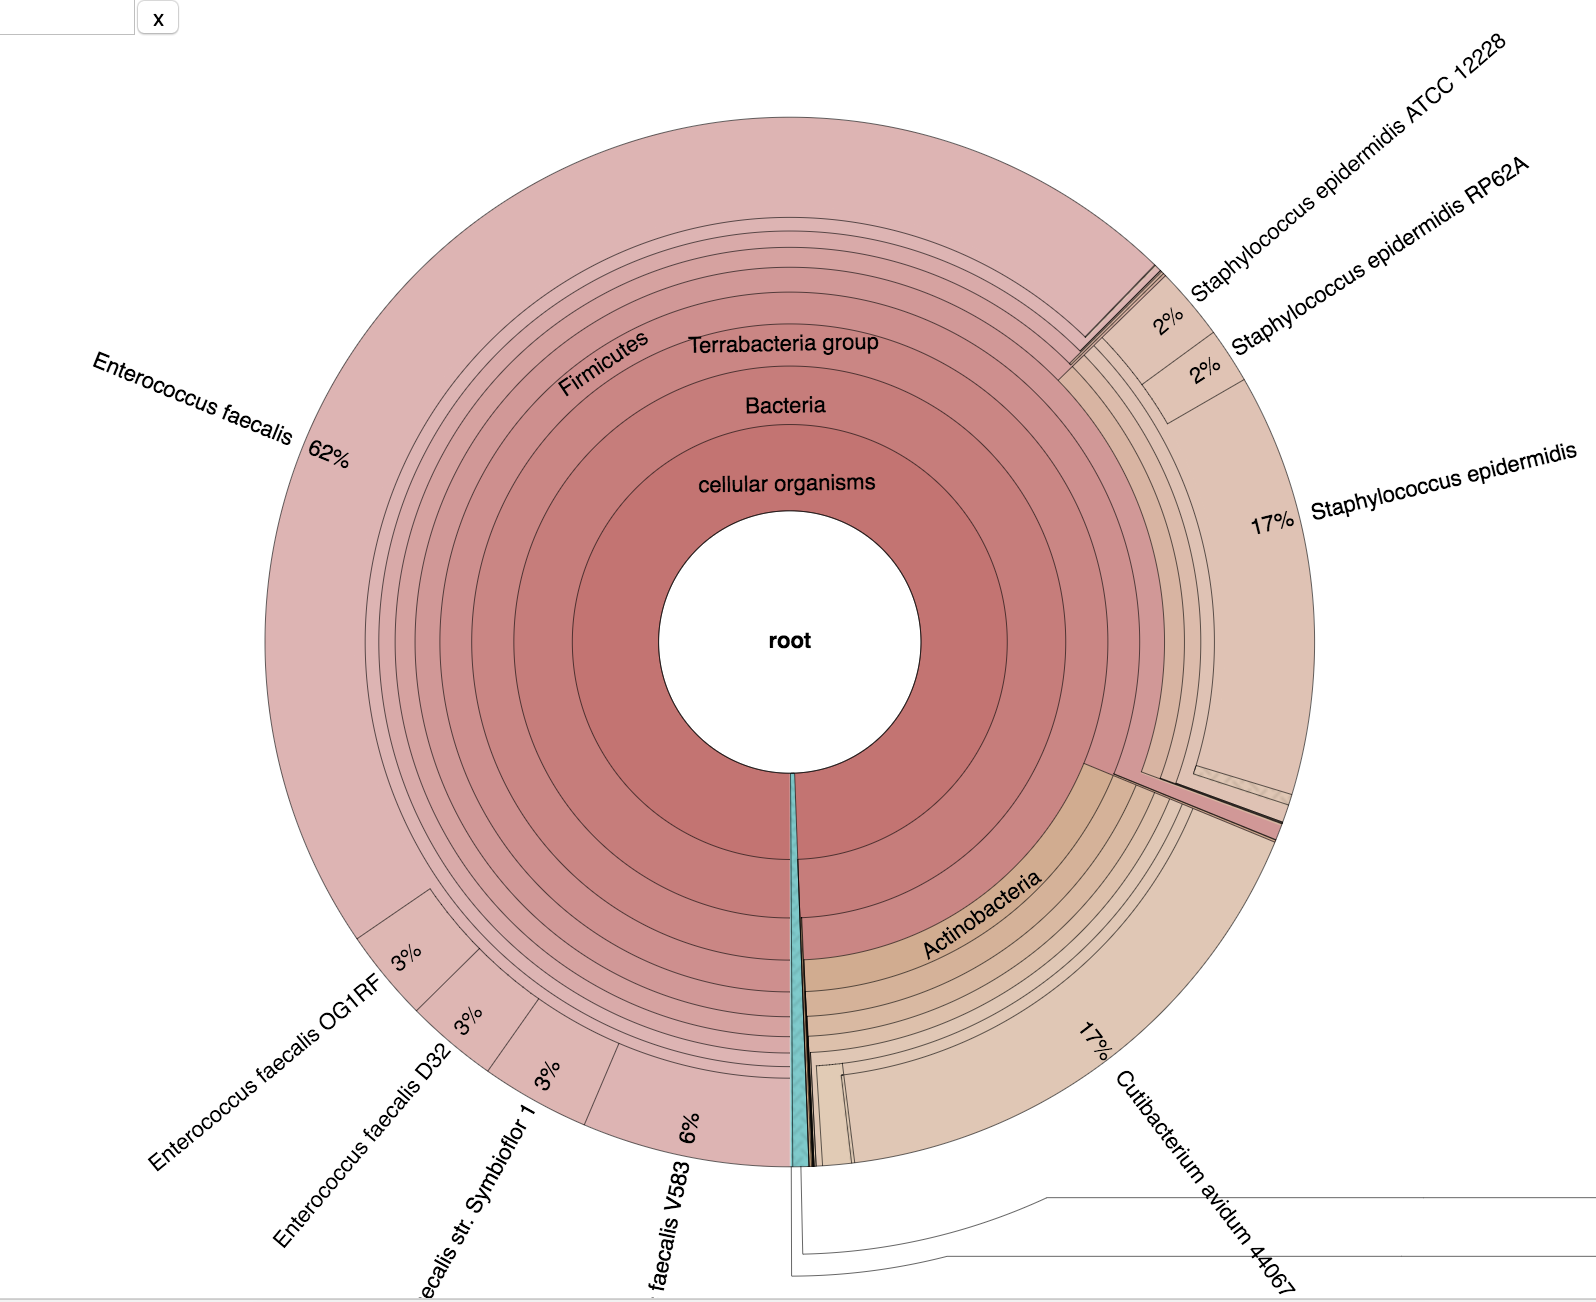 x
Staphylococcus epidermidis ATCC 12228
2%
Staphylococcus epidermidis RP62A
2%
Firmicutes
Terrabacteria group
Bacteria
cellular organisms
root
Enterococcus faecalis
62%
17%
Staphylococcus epidermidis
Actinobacteria
3%
Enterococcus faecalis OG1RF
3%
Enterococcus faecalis D32
3%
ecalis str. Symbioflor 1
6%
faecalis V583
17%
Cutibacterium avidum 44067